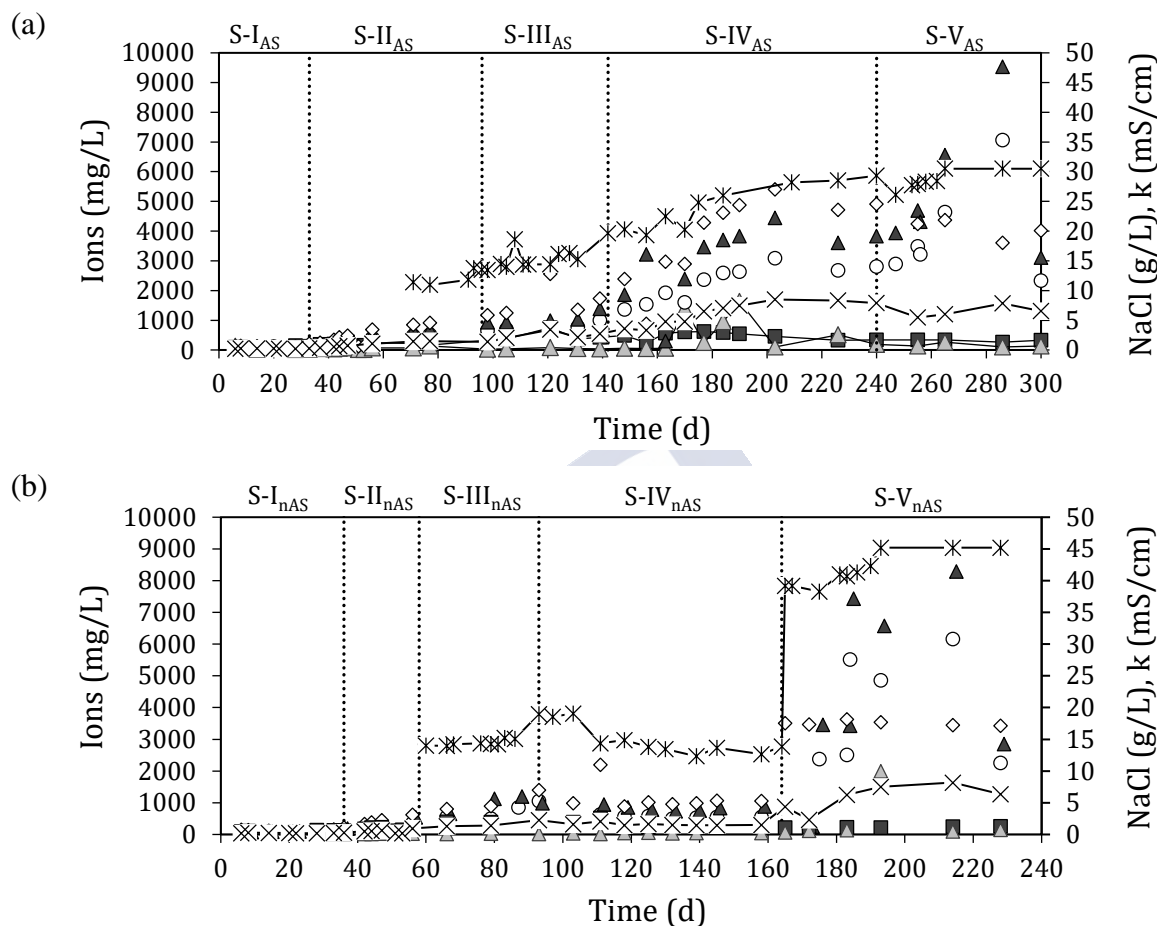 (a)
S-I_AS S-II_AS S-III_AS S-IV_AS S-V_AS
10000 50
9000 45
8000 40
7000 35
6000 30
5000 25
4000 20
3000 15
2000 10
1000 5
0 0
Ions (mg/L)
NaCl (g/L), k (mS/cm)
0 20 40 60 80 100 120 140 160 180 200 220 240 260 280 300
Time (d)
(b)
S-I_nAS S-II_nAS S-III_nAS S-IV_nAS S-V_nAS
10000 50
9000 45
8000 40
7000 35
6000 30
5000 25
4000 20
3000 15
2000 10
1000 5
0 0
Ions (mg/L)
NaCl (g/L), k (mS/cm)
0 20 40 60 80 100 120 140 160 180 200 220 240
Time (d)